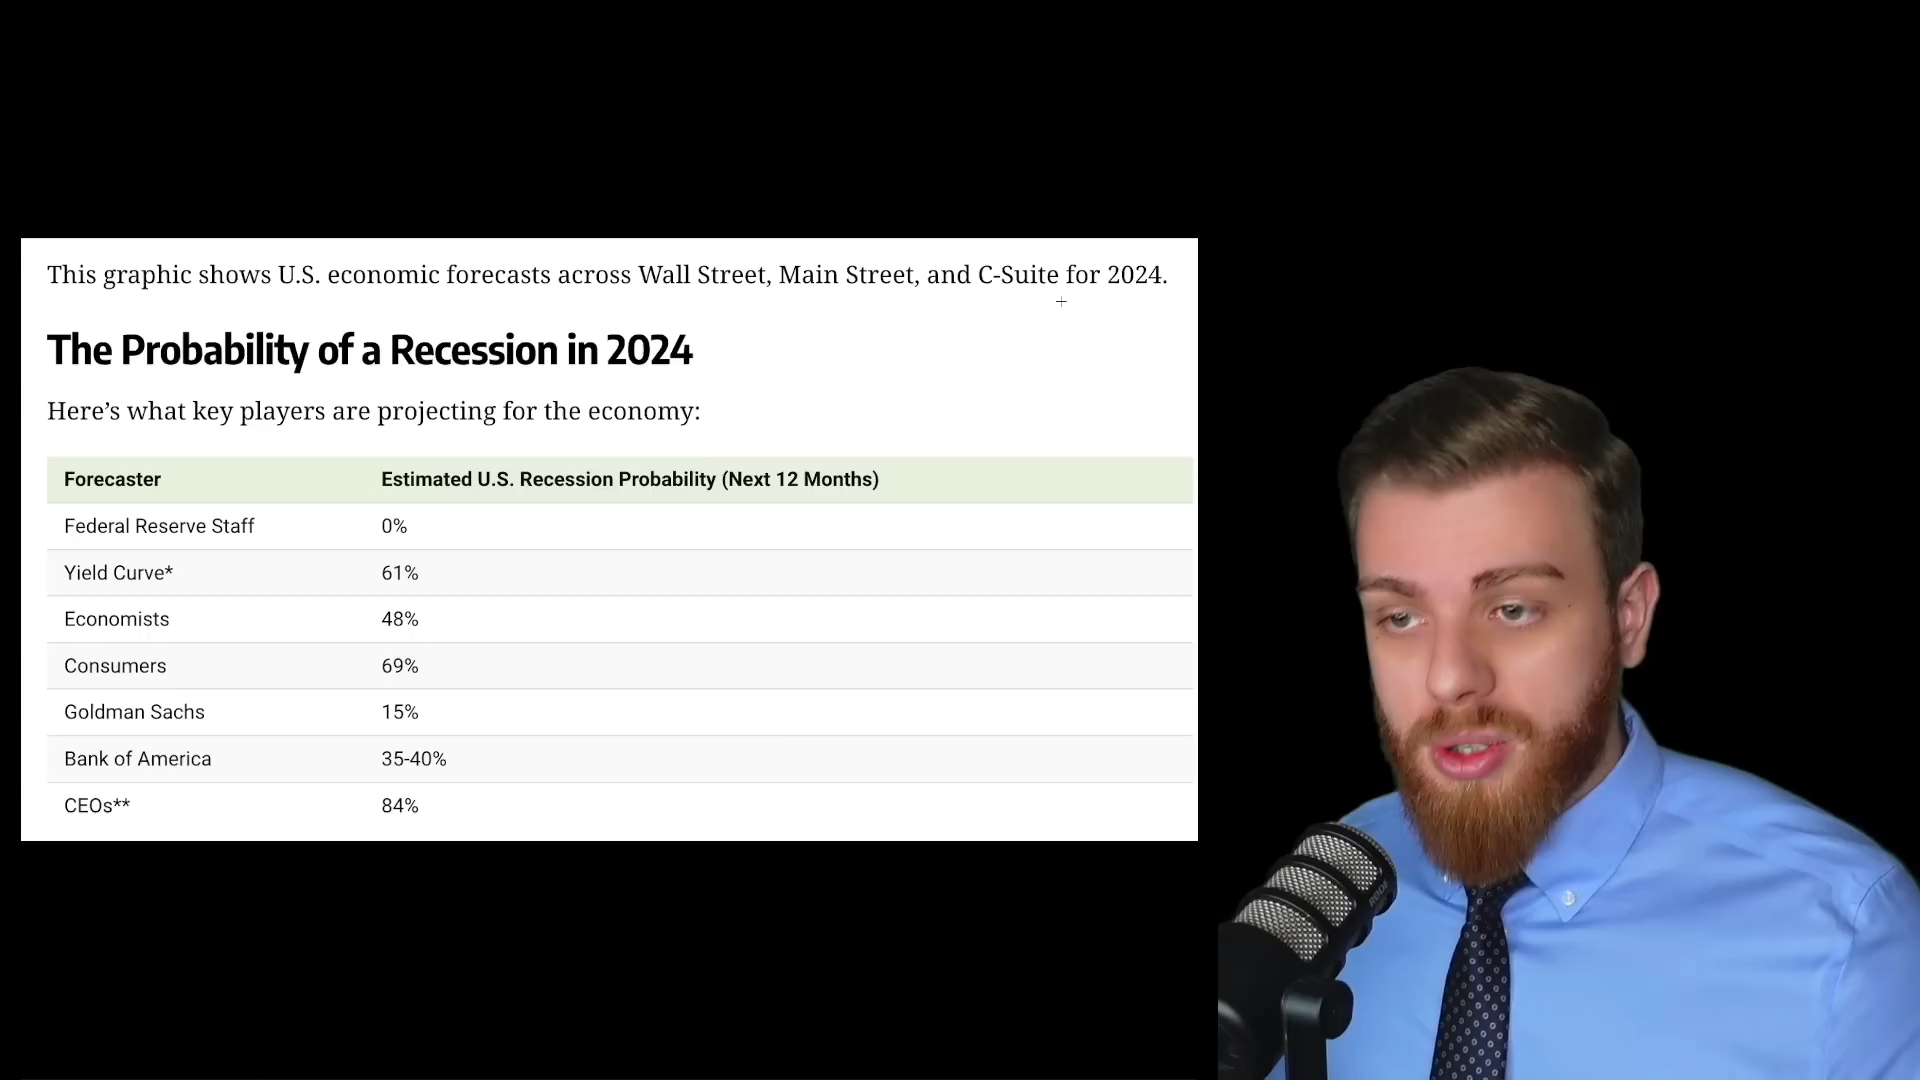 This graphic shows U.S. economic forecasts across Wall Street, Main Street, and C-Suite for 2024.
The Probability of a Recession in 2024
Here’s what key players are projecting for the economy:
Forecaster Estimated U.S. Recession Probability (Next 12 Months)
Federal Reserve Staff 0%
Yield Curve* 61%
Economists 48%
Consumers 69%
Goldman Sachs 15%
Bank of America 35-40%
CEOs** 84%
RODE